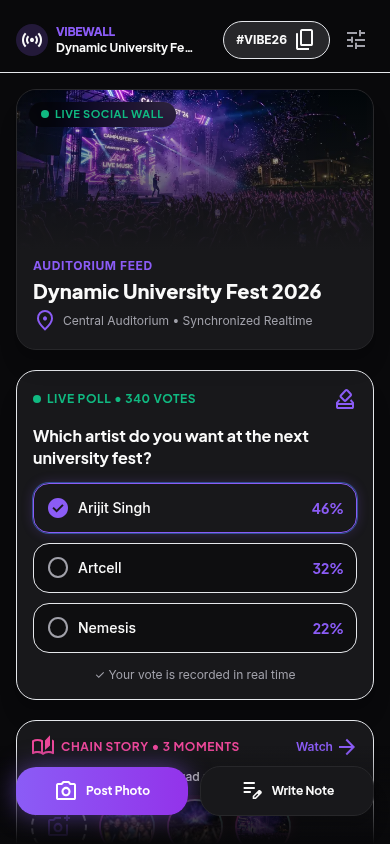 VIBEWALL
Dynamic University Fe...
#VIBE26
LIVE SOCIAL WALL
LIVE MUSIC
AUDITORIUM FEED
Dynamic University Fest 2026
Central Auditorium • Synchronized Realtime
LIVE POLL • 340 VOTES
Which artist do you want at the next
university fest?
Arijit Singh 46%
Artcell 32%
Nemesis 22%
✓ Your vote is recorded in real time
CHAIN STORY • 3 MOMENTS
Watch
Post Photo
Write Note